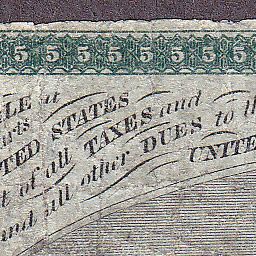 5 5 5 5 5 5 5 5
LE at
TED STATES
t of all TAXES and
and all other DUES to th
UNITE